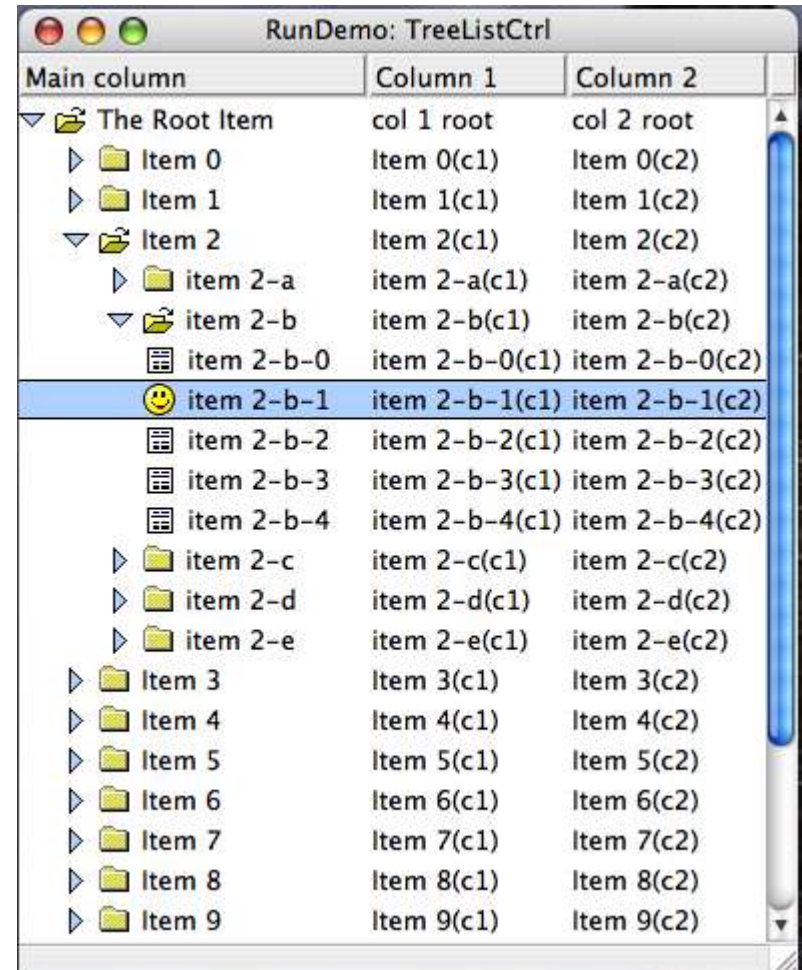 RunDemo: TreeListCtrl
Main column Column 1 Column 2
The Root Item col 1 root col 2 root
Item 0 Item 0(c1) Item 0(c2)
Item 1 Item 1(c1) Item 1(c2)
Item 2 Item 2(c1) Item 2(c2)
item 2-a item 2-a(c1) item 2-a(c2)
item 2-b item 2-b(c1) item 2-b(c2)
item 2-b-0 item 2-b-0(c1) item 2-b-0(c2)
item 2-b-1 item 2-b-1(c1) item 2-b-1(c2)
item 2-b-2 item 2-b-2(c1) item 2-b-2(c2)
item 2-b-3 item 2-b-3(c1) item 2-b-3(c2)
item 2-b-4 item 2-b-4(c1) item 2-b-4(c2)
item 2-c item 2-c(c1) item 2-c(c2)
item 2-d item 2-d(c1) item 2-d(c2)
item 2-e item 2-e(c1) item 2-e(c2)
Item 3 Item 3(c1) Item 3(c2)
Item 4 Item 4(c1) Item 4(c2)
Item 5 Item 5(c1) Item 5(c2)
Item 6 Item 6(c1) Item 6(c2)
Item 7 Item 7(c1) Item 7(c2)
Item 8 Item 8(c1) Item 8(c2)
Item 9 Item 9(c1) Item 9(c2)